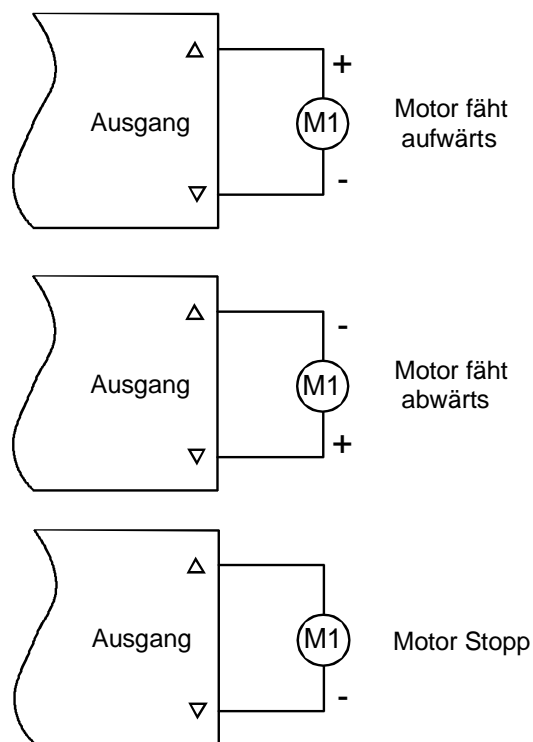 +
Ausgang
M1
Motor fäht
aufwärts
-
-
Ausgang
M1
Motor fäht
abwärts
+
Ausgang
M1
Motor Stopp
-